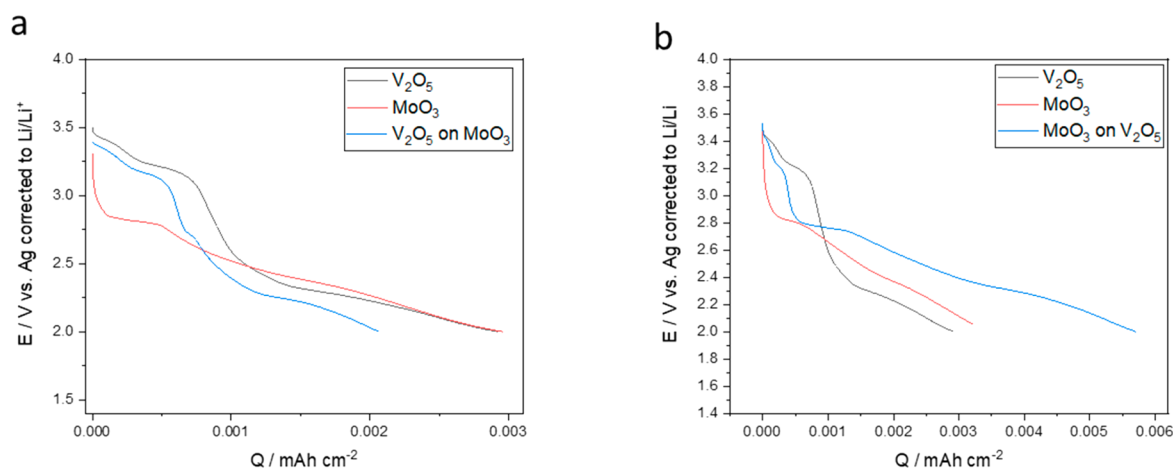 a
4.0
3.5
3.0
2.5
2.0
1.5
E / V vs. Ag corrected to Li/Li⁺
V₂O₅
MoO₃
V₂O₅ on MoO₃
0.000 0.001 0.002 0.003
Q / mAh cm⁻²
b
4.0
3.8
3.6
3.4
3.2
3.0
2.8
2.6
2.4
2.2
2.0
1.8
1.6
1.4
E / V vs. Ag corrected to Li/Li
V₂O₅
MoO₃
MoO₃ on V₂O₅
0.000 0.001 0.002 0.003 0.004 0.005 0.006
Q / mAh cm⁻²